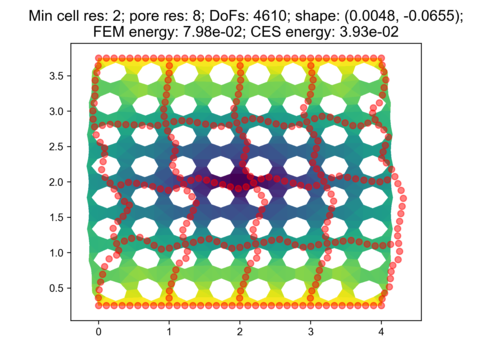 Min cell res: 2; pore res: 8; DoFs: 4610; shape: (0.0048, -0.0655);
FEM energy: 7.98e-02; CES energy: 3.93e-02
3.5
3.0
2.5
2.0
1.5
1.0
0.5
0 1 2 3 4